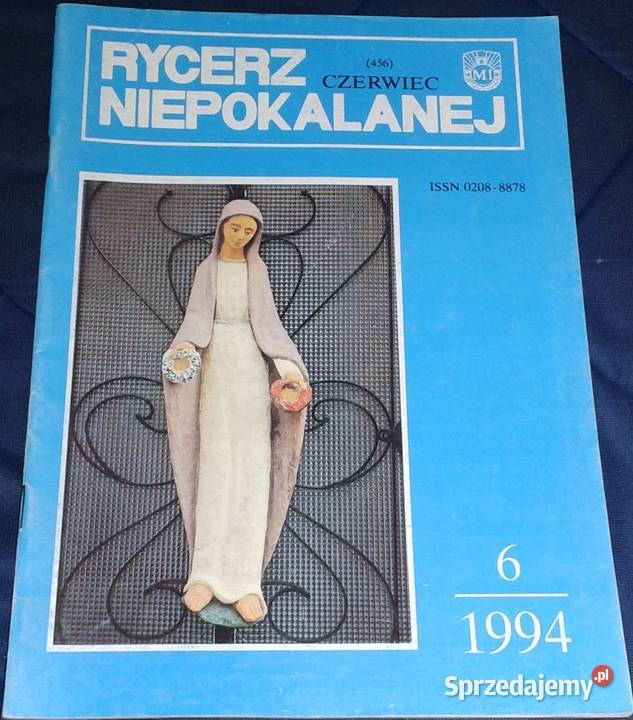 RYCERZ
NIEPOKALANEJ
(456)
CZERWIEC
MI
ISSN 0208-8878
6
1994
Sprzedajemy.pl